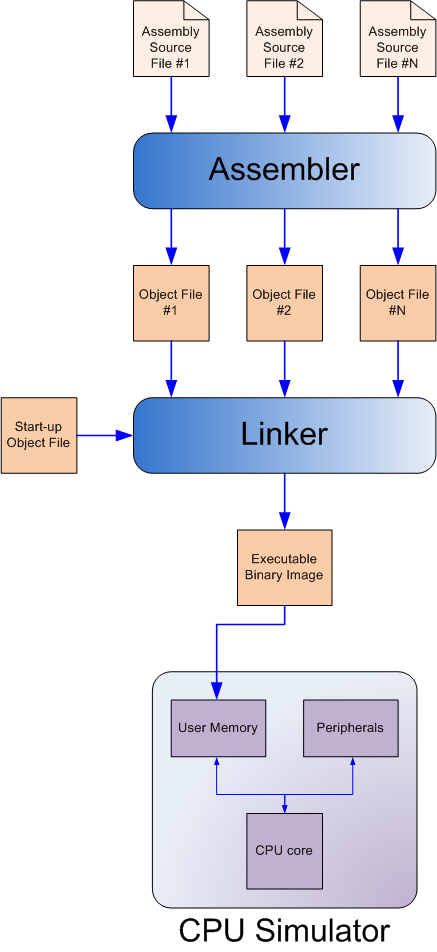 Assembly
Source
File #1
Assembly
Source
File #2
Assembly
Source
File #N
Assembler
Object File
#1
Object File
#2
Object File
#N
Start-up
Object File
Linker
Executable
Binary Image
User Memory
Peripherals
CPU core
CPU Simulator